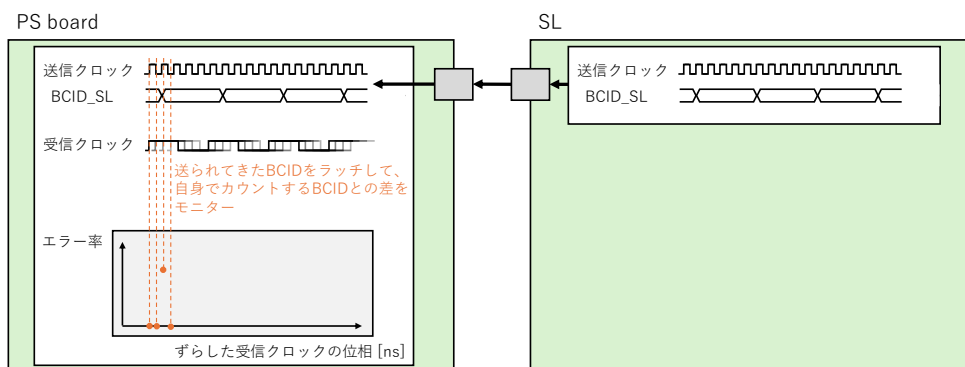 PS board
SL
送信クロック
BCID_SL
受信クロック
送られてきたBCIDをラッチして、
自身でカウントするBCIDとの差を
モニター
エラー率
ずらした受信クロックの位相 [ns]
送信クロック
BCID_SL